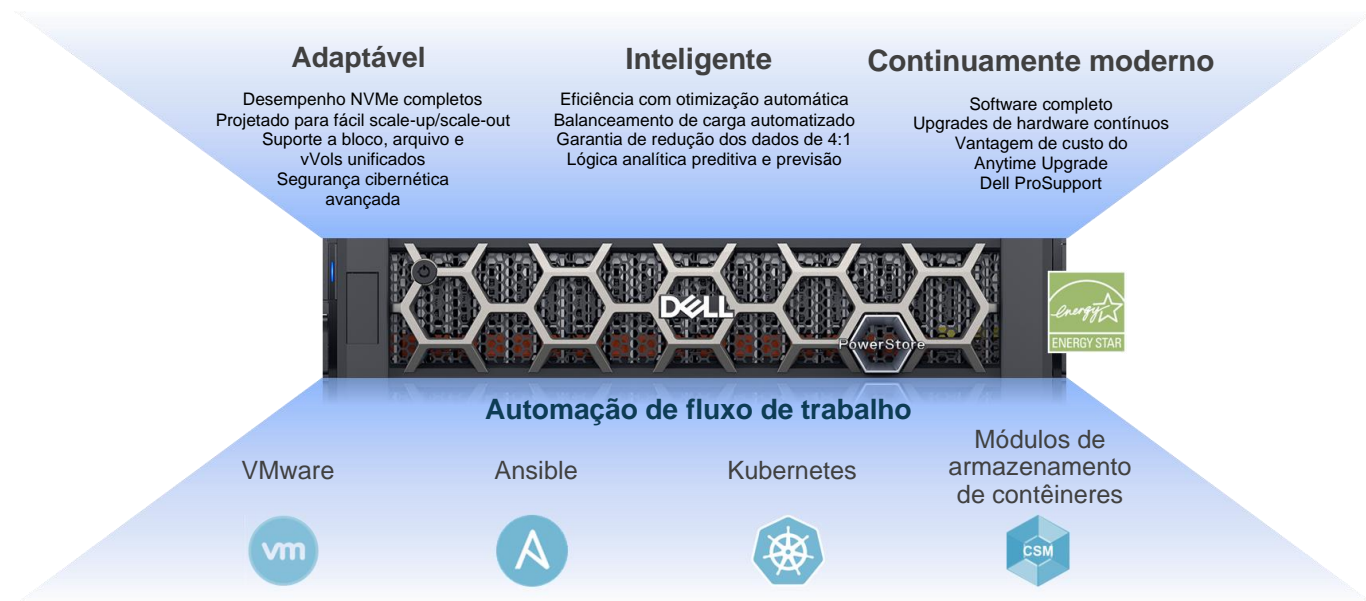 Adaptável
Desempenho NVMe completos
Projetado para fácil scale-up/scale-out
Suporte a bloco, arquivo e
vVols unificados
Segurança cibernética
avançada
Inteligente
Eficiência com otimização automática
Balanceamento de carga automatizado
Garantia de redução dos dados de 4:1
Lógica analítica preditiva e previsão
Continuamente moderno
Software completo
Upgrades de hardware contínuos
Vantagem de custo do
Anytime Upgrade
Dell ProSupport
DELL
PowerStore
energy
ENERGY STAR
Automação de fluxo de trabalho
VMware
Ansible
Kubernetes
Módulos de
armazenamento
de contêineres
vm
A
CSM